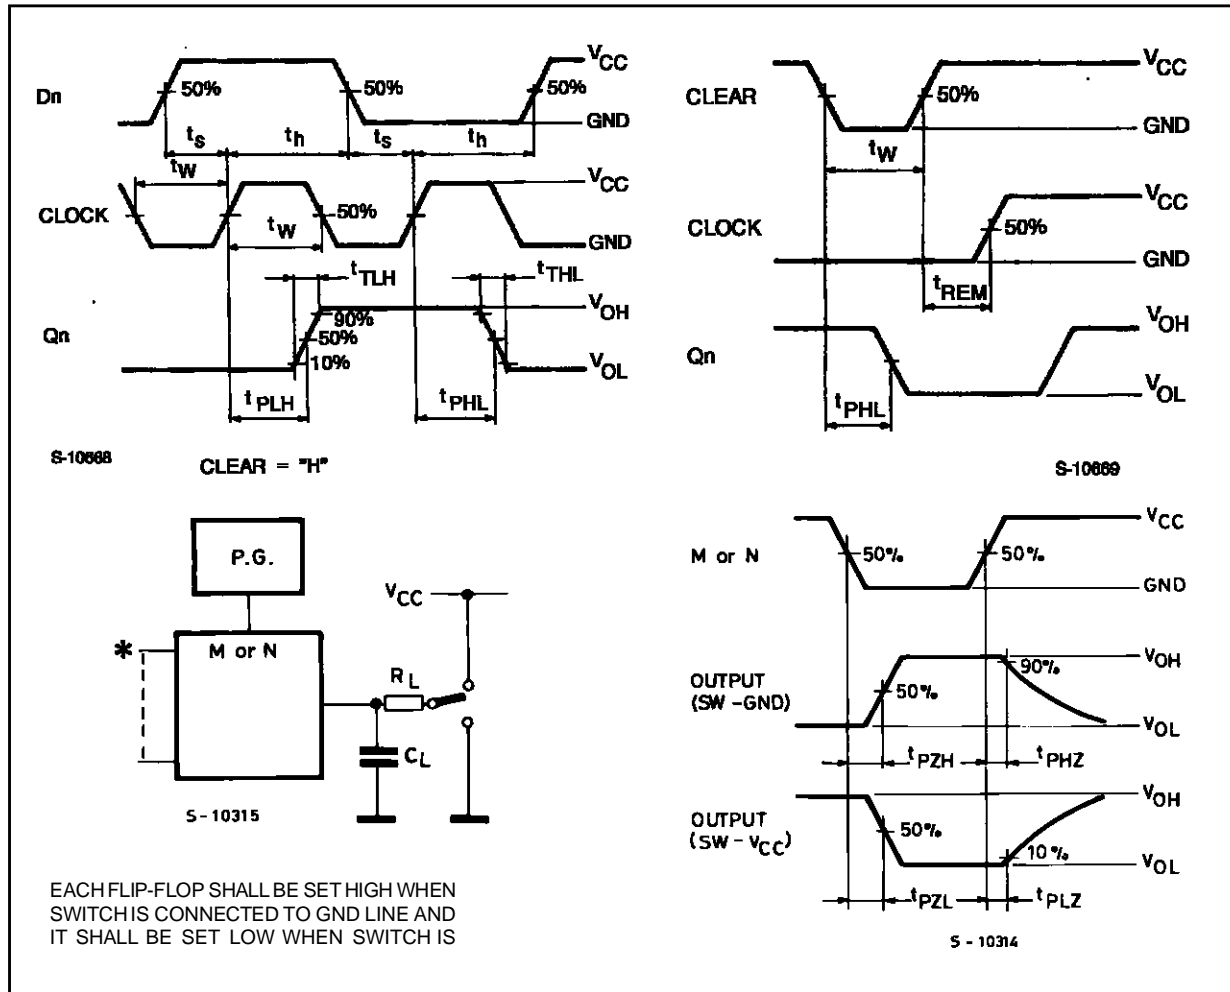 VCC
Dn
50%
50%
50%
GND
ts
th
ts
th
tW
VCC
CLOCK
50%
tW
GND
tTLH
tTHL
VOH
90%
Qn
50%
10%
VOL
tPLH
tPHL
S-10668
CLEAR = "H"
VCC
CLEAR
50%
GND
tW
VCC
CLOCK
50%
GND
tREM
VOH
Qn
VOL
tPHL
S-10669
P.G.
VCC
*
M or N
RL
CL
S - 10315
EACH FLIP-FLOP SHALL BE SET HIGH WHEN
SWITCH IS CONNECTED TO GND LINE AND
IT SHALL BE SET LOW WHEN SWITCH IS
VCC
M or N
50%
50%
GND
VOH
OUTPUT
(SW - GND)
90%
50%
VOL
tPZH
tPHZ
VOH
OUTPUT
(SW - VCC)
50%
10%
VOL
tPZL
tPLZ
S - 10314